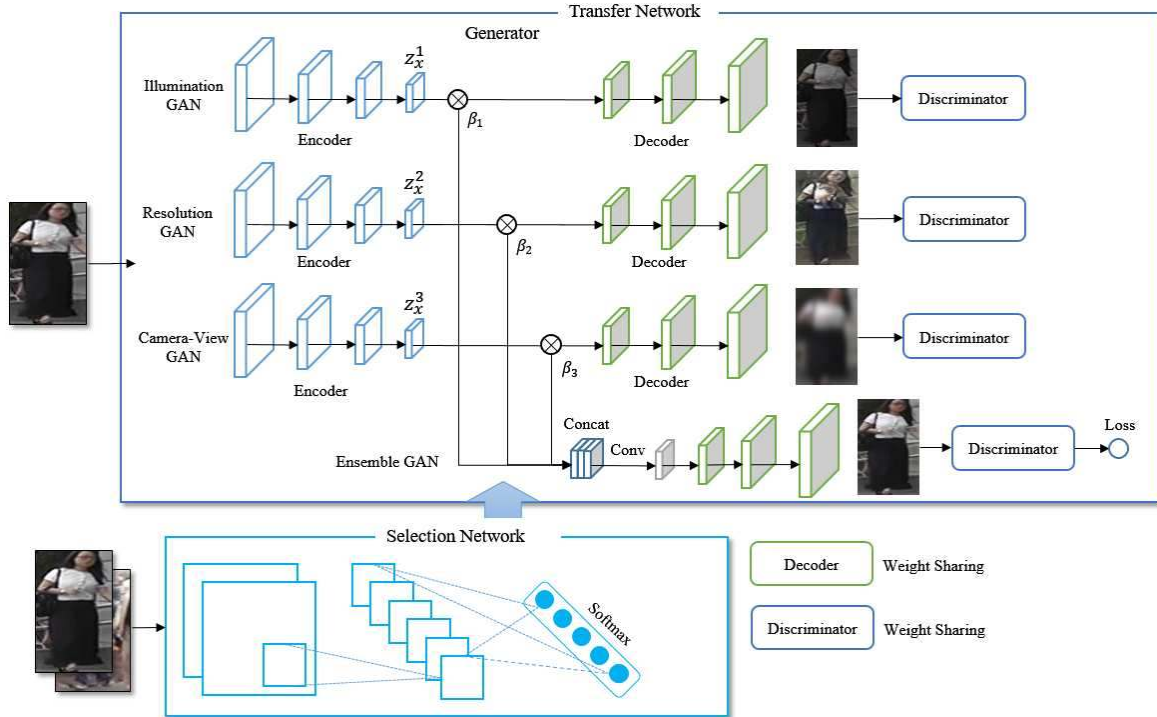 Transfer Network
Generator
Illumination
GAN
z_x^1
β_1
Encoder
Decoder
Discriminator
Resolution
GAN
z_x^2
β_2
Encoder
Decoder
Discriminator
Camera-View
GAN
z_x^3
β_3
Encoder
Decoder
Discriminator
Ensemble GAN
Concat
Conv
Discriminator
Loss
Selection Network
Softmax
Decoder
Weight Sharing
Discriminator
Weight Sharing